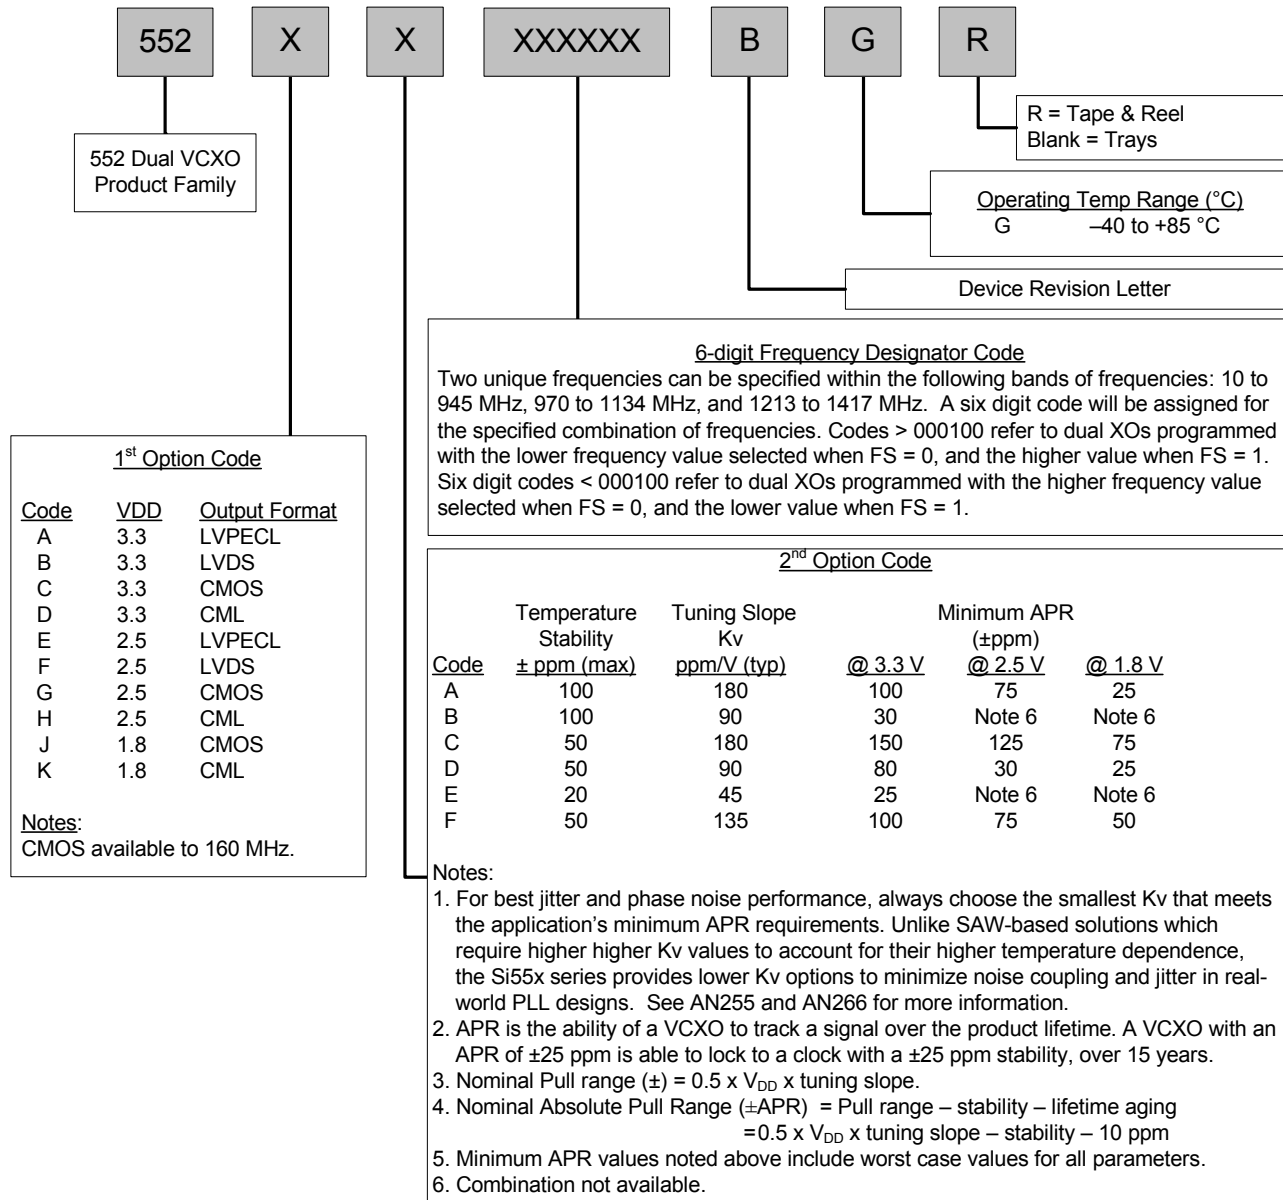 552 X X XXXXXX B G R
R = Tape & Reel
Blank = Trays
552 Dual VCXO
Product Family
Operating Temp Range (°C)
G –40 to +85 °C
Device Revision Letter
6-digit Frequency Designator Code
Two unique frequencies can be specified within the following bands of frequencies: 10 to
945 MHz, 970 to 1134 MHz, and 1213 to 1417 MHz. A six digit code will be assigned for
the specified combination of frequencies. Codes > 000100 refer to dual XOs programmed
with the lower frequency value selected when FS = 0, and the higher value when FS = 1.
Six digit codes < 000100 refer to dual XOs programmed with the higher frequency value
selected when FS = 0, and the lower value when FS = 1.
1st Option Code
Code VDD Output Format
A 3.3 LVPECL
B 3.3 LVDS
C 3.3 CMOS
D 3.3 CML
E 2.5 LVPECL
F 2.5 LVDS
G 2.5 CMOS
H 2.5 CML
J 1.8 CMOS
K 1.8 CML
Notes:
CMOS available to 160 MHz.
2nd Option Code
Temperature Tuning Slope Minimum APR
Stability Kv (±ppm)
Code ± ppm (max) ppm/V (typ) @ 3.3 V @ 2.5 V @ 1.8 V
A 100 180 100 75 25
B 100 90 30 Note 6 Note 6
C 50 180 150 125 75
D 50 90 80 30 25
E 20 45 25 Note 6 Note 6
F 50 135 100 75 50
Notes:
1. For best jitter and phase noise performance, always choose the smallest Kv that meets
the application's minimum APR requirements. Unlike SAW-based solutions which
require higher higher Kv values to account for their higher temperature dependence,
the Si55x series provides lower Kv options to minimize noise coupling and jitter in real-
world PLL designs. See AN255 and AN266 for more information.
2. APR is the ability of a VCXO to track a signal over the product lifetime. A VCXO with an
APR of ±25 ppm is able to lock to a clock with a ±25 ppm stability, over 15 years.
3. Nominal Pull range (±) = 0.5 x VDD x tuning slope.
4. Nominal Absolute Pull Range (±APR) = Pull range – stability – lifetime aging
=0.5 x VDD x tuning slope – stability – 10 ppm
5. Minimum APR values noted above include worst case values for all parameters.
6. Combination not available.